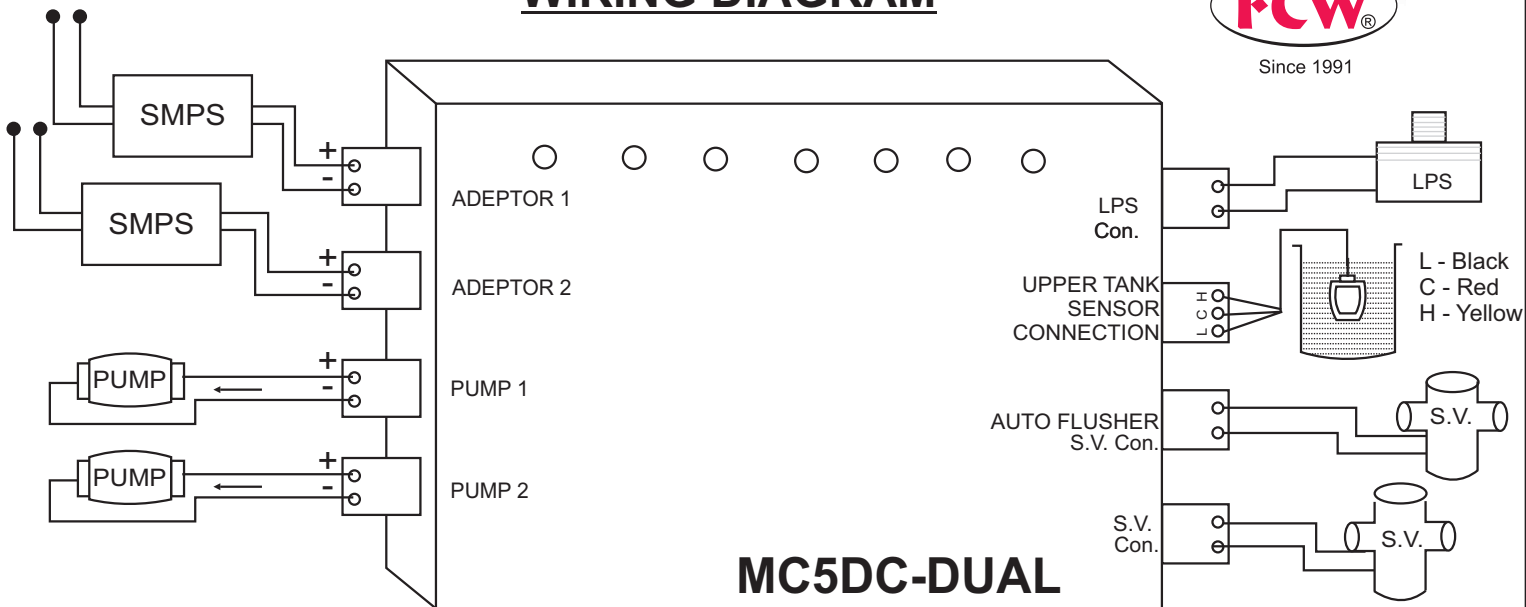 WIRING DIAGRAM
FCW®
Since 1991
SMPS
+
-
ADEPTOR 1
SMPS
+
-
ADEPTOR 2
PUMP
+
-
PUMP 1
PUMP
+
-
PUMP 2
LPS
Con.
LPS
UPPER TANK
SENSOR
CONNECTION
H
C
L
L - Black
C - Red
H - Yellow
AUTO FLUSHER
S.V. Con.
S.V.
S.V.
Con.
S.V.
MC5DC-DUAL